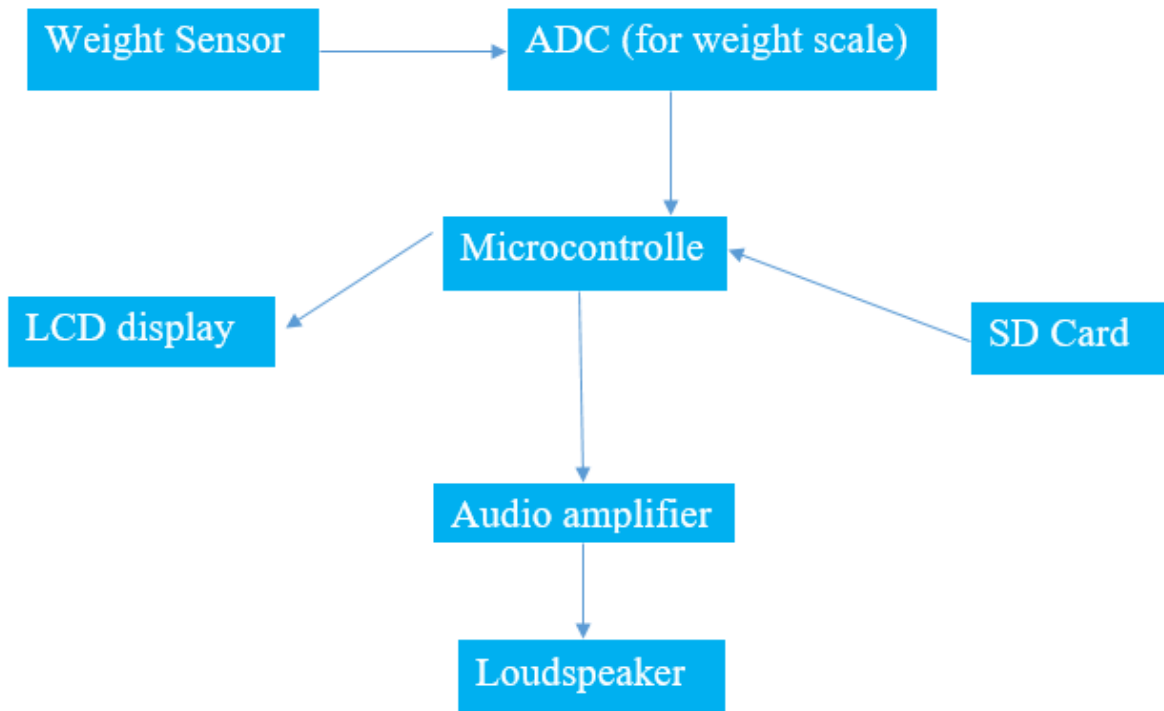 Weight Sensor
ADC (for weight scale)
Microcontrolle
LCD display
SD Card
Audio amplifier
Loudspeaker